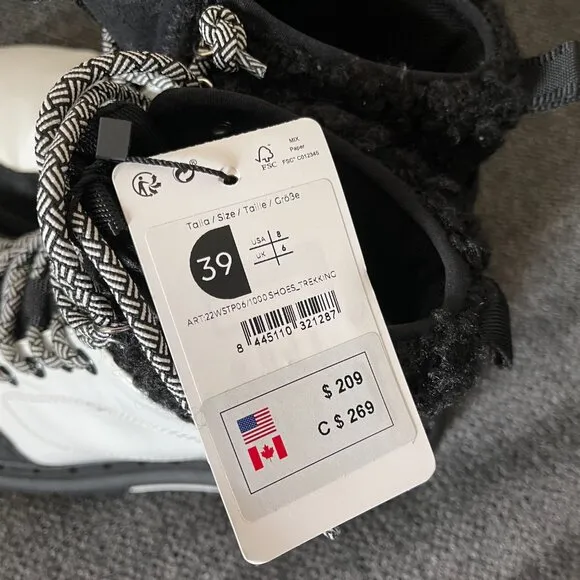 MIX
Paper
FSC
FSC® C012345
Talla / Size / Taille / Größe
39
USA 8
UK 6
ART:22WSTP06/1000:SHOES_TREKKING
8 445110 321287
$ 209
C $ 269